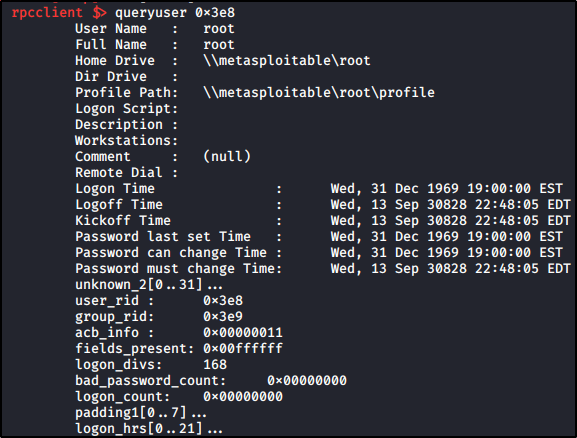 rpcclient $> queryuser 0×3e8
User Name : root
Full Name : root
Home Drive : \\metasploitable\root
Dir Drive :
Profile Path: \\metasploitable\root\profile
Logon Script:
Description :
Workstations:
Comment : (null)
Remote Dial :
Logon Time : Wed, 31 Dec 1969 19:00:00 EST
Logoff Time : Wed, 13 Sep 30828 22:48:05 EDT
Kickoff Time : Wed, 13 Sep 30828 22:48:05 EDT
Password last set Time : Wed, 31 Dec 1969 19:00:00 EST
Password can change Time : Wed, 31 Dec 1969 19:00:00 EST
Password must change Time: Wed, 13 Sep 30828 22:48:05 EDT
unknown_2[0..31]...
user_rid : 0×3e8
group_rid: 0×3e9
acb_info : 0×00000011
fields_present: 0×00ffffff
logon_divs: 168
bad_password_count: 0×00000000
logon_count: 0×00000000
padding1[0..7]...
logon_hrs[0..21]...